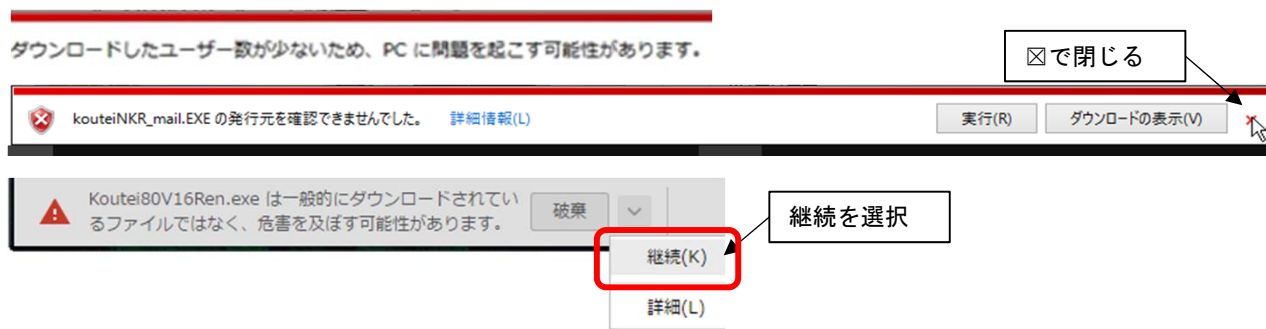 ダウンロードしたユーザー数が少ないため、PC に問題を起こす可能性があります。
☒で閉じる
kouteiNKR_mail.EXE の発行元を確認できませんでした。 詳細情報(L) 実行(R) ダウンロードの表示(V)
Koutei80V16Ren.exe は一般的にダウンロードされてい
るファイルではなく、危害を及ぼす可能性があります。
破棄
継続を選択
継続(K)
詳細(L)